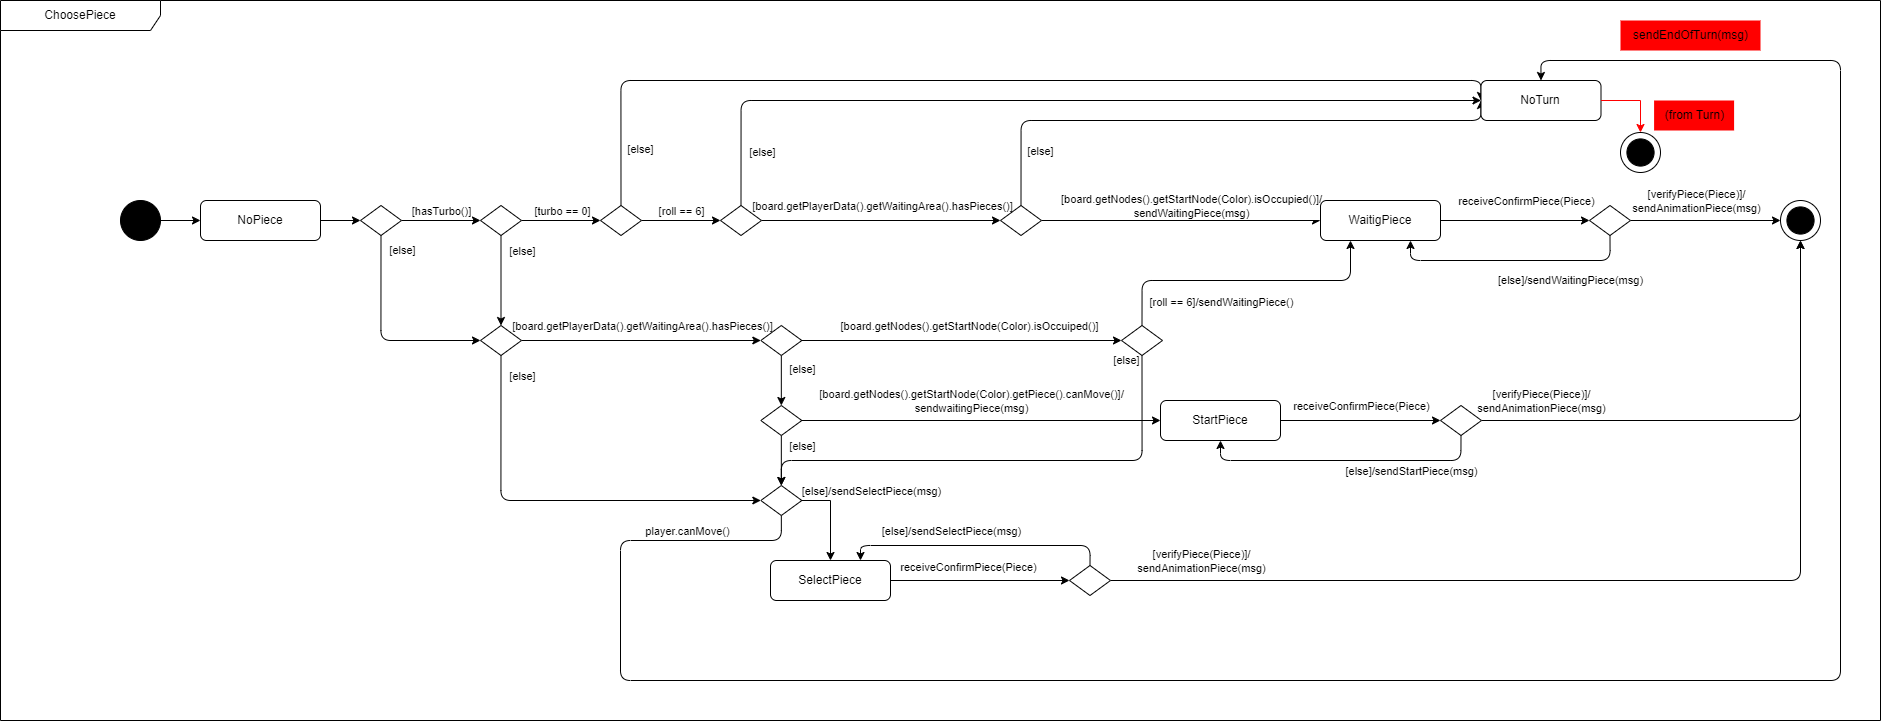 ChoosePiece
sendEndOfTurn(msg)
NoTurn
(from Turn)
[else]
[else]
[else]
NoPiece
[hasTurbo()]
[turbo == 0]
[roll == 6]
[board.getPlayerData().getWaitingArea().hasPieces()]
[board.getNodes().getStartNode(Color).isOccupied()]/
sendWaitingPiece(msg)
WaitigPiece
receiveConfirmPiece(Piece)
[verifyPiece(Piece)]/
sendAnimationPiece(msg)
[else]
[else]
[else]/sendWaitingPiece(msg)
[roll == 6]/sendWaitingPiece()
[board.getPlayerData().getWaitingArea().hasPieces()]
[board.getNodes().getStartNode(Color).isOccuiped()]
[else]
[else]
[else]
[board.getNodes().getStartNode(Color).getPiece().canMove()]/
sendwaitingPiece(msg)
StartPiece
receiveConfirmPiece(Piece)
[verifyPiece(Piece)]/
sendAnimationPiece(msg)
[else]
[else]/sendStartPiece(msg)
[else]/sendSelectPiece(msg)
player.canMove()
[else]/sendSelectPiece(msg)
SelectPiece
receiveConfirmPiece(Piece)
[verifyPiece(Piece)]/
sendAnimationPiece(msg)